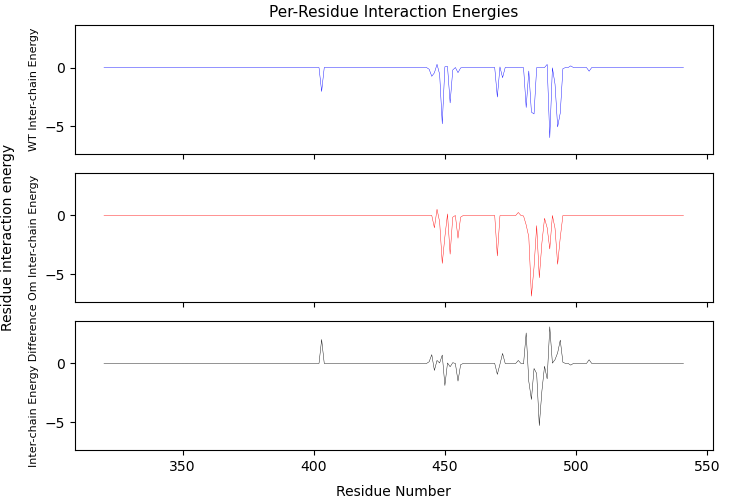 Per-Residue Interaction Energies
Residue interaction energy
WT Inter-chain Energy
0
−5
Om Inter-chain Energy
0
−5
Inter-chain Energy Difference
0
−5
350
400
450
500
550
Residue Number